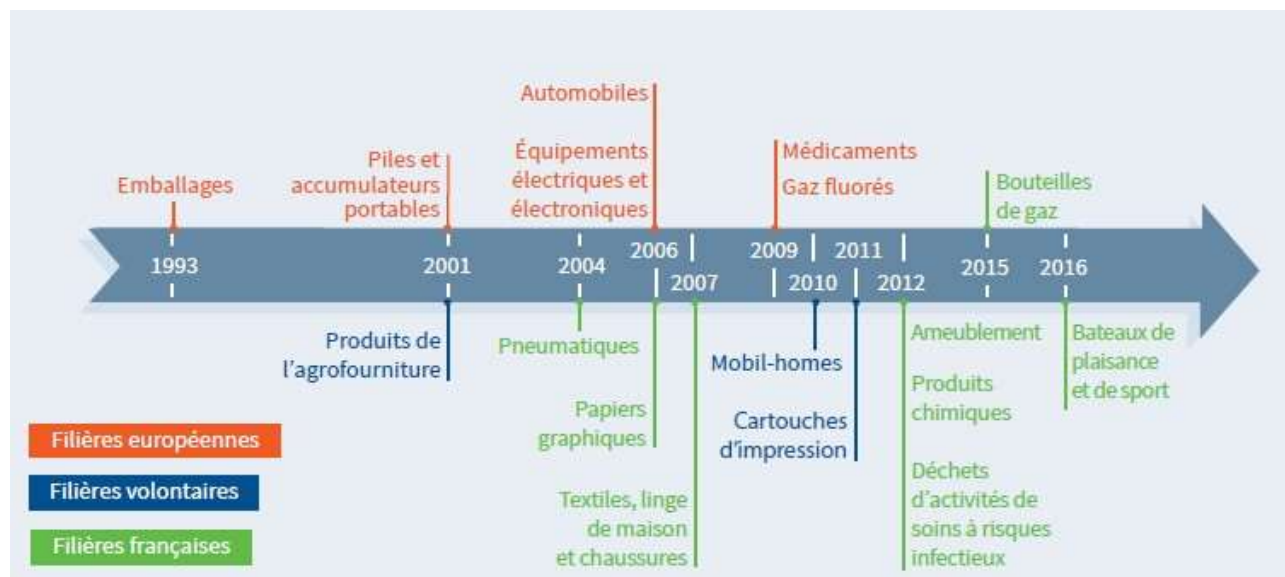 Automobiles
Équipements
électriques et
électroniques
Piles et
accumulateurs
portables
Emballages
Médicaments
Gaz fluorés
Bouteilles
de gaz
1993
2001
2004
2006
2007
2009
2010
2011
2012
2015
2016
Produits de
l'agrofourniture
Pneumatiques
Papiers
graphiques
Textiles, linge
de maison
et chaussures
Mobil-homes
Cartouches
d'impression
Ameublement
Produits
chimiques
Déchets
d'activités de
soins à risques
infectieux
Bateaux de
plaisance
et de sport
Filières européennes
Filières volontaires
Filières françaises